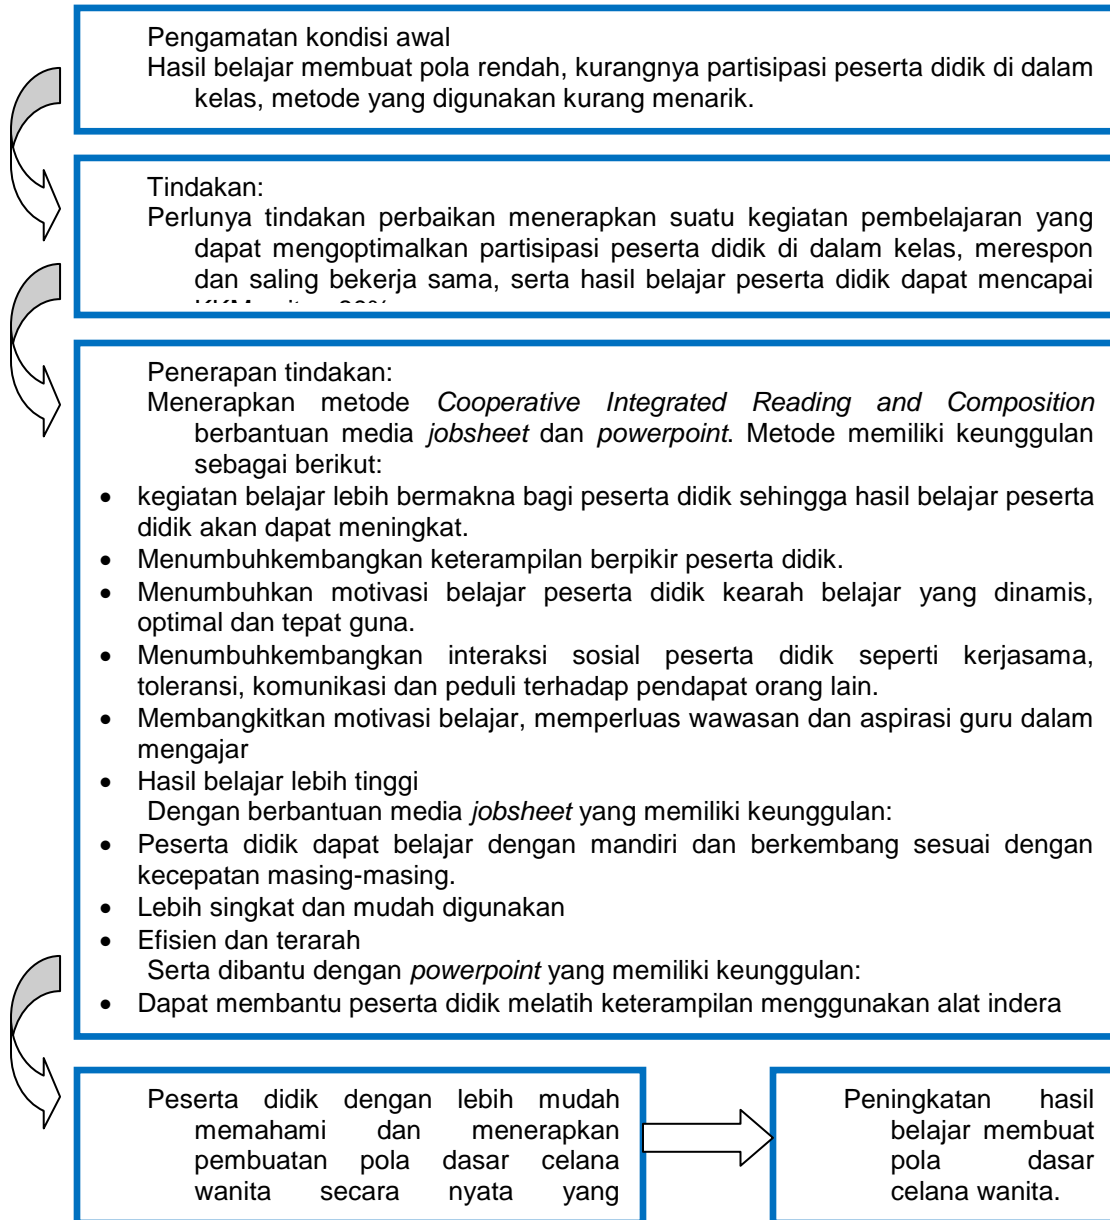 Pengamatan kondisi awal
Hasil belajar membuat pola rendah, kurangnya partisipasi peserta didik di dalam
kelas, metode yang digunakan kurang menarik.
Tindakan:
Perlunya tindakan perbaikan menerapkan suatu kegiatan pembelajaran yang
dapat mengoptimalkan partisipasi peserta didik di dalam kelas, merespon
dan saling bekerja sama, serta hasil belajar peserta didik dapat mencapai
Penerapan tindakan:
Menerapkan metode Cooperative Integrated Reading and Composition
berbantuan media jobsheet dan powerpoint. Metode memiliki keunggulan
sebagai berikut:
• kegiatan belajar lebih bermakna bagi peserta didik sehingga hasil belajar peserta
didik akan dapat meningkat.
• Menumbuhkembangkan keterampilan berpikir peserta didik.
• Menumbuhkan motivasi belajar peserta didik kearah belajar yang dinamis,
optimal dan tepat guna.
• Menumbuhkembangkan interaksi sosial peserta didik seperti kerjasama,
toleransi, komunikasi dan peduli terhadap pendapat orang lain.
• Membangkitkan motivasi belajar, memperluas wawasan dan aspirasi guru dalam
mengajar
• Hasil belajar lebih tinggi
Dengan berbantuan media jobsheet yang memiliki keunggulan:
• Peserta didik dapat belajar dengan mandiri dan berkembang sesuai dengan
kecepatan masing-masing.
• Lebih singkat dan mudah digunakan
• Efisien dan terarah
Serta dibantu dengan powerpoint yang memiliki keunggulan:
• Dapat membantu peserta didik melatih keterampilan menggunakan alat indera
Peserta didik dengan lebih mudah
memahami dan menerapkan
pembuatan pola dasar celana
wanita secara nyata yang
Peningkatan hasil
belajar membuat
pola dasar
celana wanita.